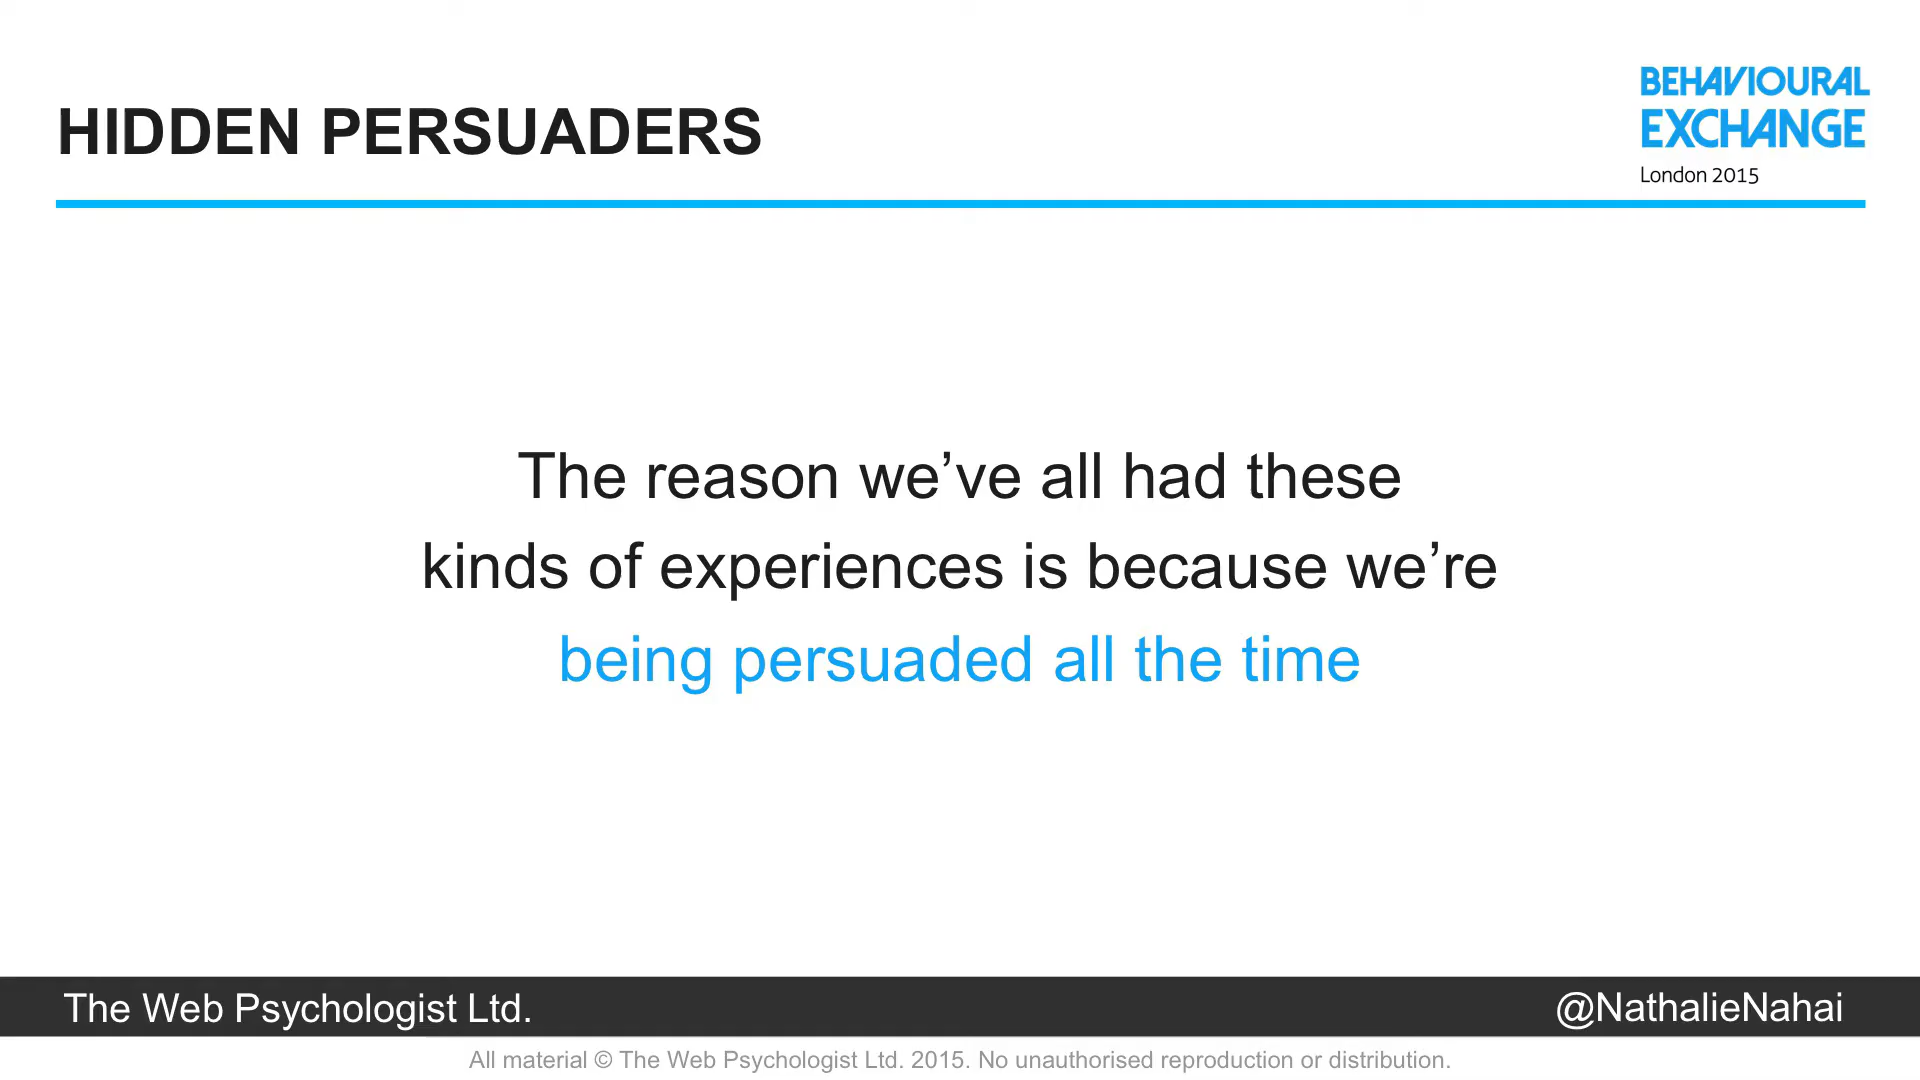 HIDDEN PERSUADERS
BEHAVIOURAL
EXCHANGE
London 2015
The reason we’ve all had these
kinds of experiences is because we’re
being persuaded all the time
The Web Psychologist Ltd.
@NathalieNahai
All material © The Web Psychologist Ltd. 2015. No unauthorised reproduction or distribution.